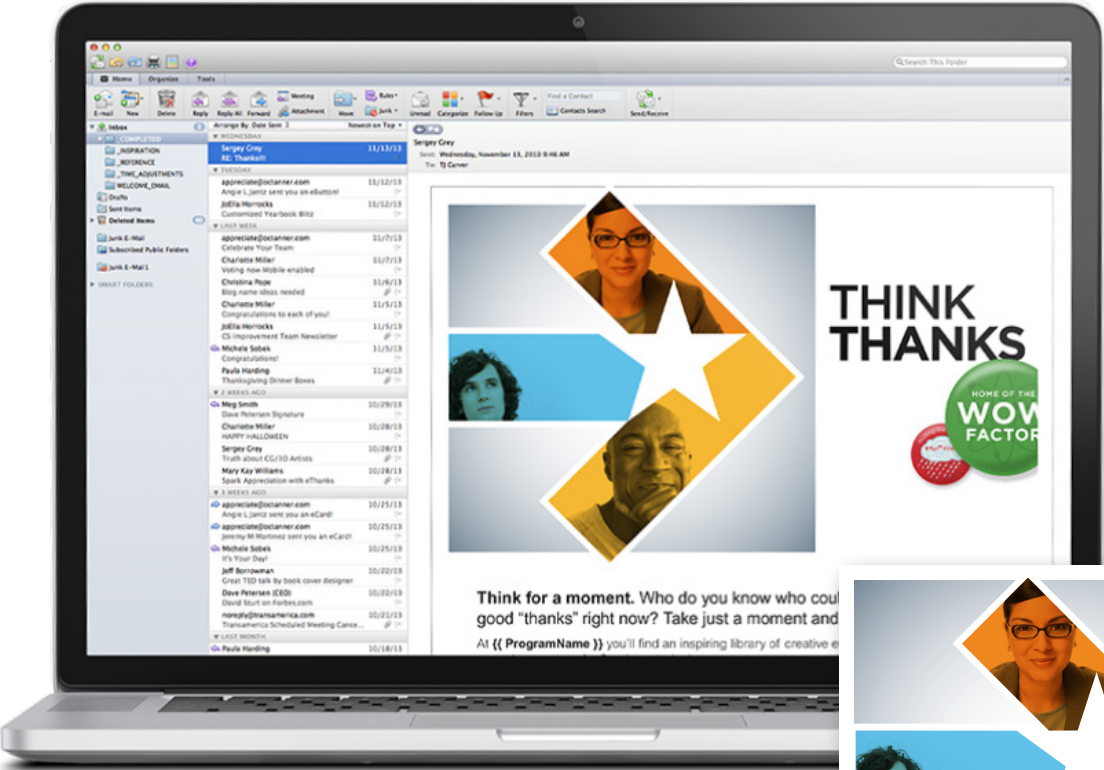 Search This Folder
Home Organize Tools
E-mail New Delete Reply Reply All Forward Meeting Attachment Move Rules Junk Unread Categorize Follow Up Filters Find a Contact Contacts Search Send/Receive
Inbox
_COMPLETED
_INSPIRATION
_REFERENCE
_TIME_ADJUSTMENTS
WELCOME_EMAIL
Drafts
Sent Items
Deleted Items
Junk E-Mail
Subscribed Public Folders
Junk E-Mail1
SMART FOLDERS
Arrange By: Date Sent Newest on Top
WEDNESDAY
Sergey Grey 11/13/13
RE: Thanks!!!
TUESDAY
appreciate@octanner.com 11/12/13
Angie L Jantz sent you an eButton!
JoElla Horrocks 11/12/13
Customized Yearbook Blitz
LAST WEEK
appreciate@octanner.com 11/7/13
Celebrate Your Team
Charlotte Miller 11/7/13
Voting now Mobile enabled
Christina Pope 11/6/13
Blog name ideas needed
Charlotte Miller 11/5/13
Congratulations to each of you!
JoElla Horrocks 11/5/13
CS Improvement Team Newsletter
Michele Sobek 11/5/13
Congratulations!
Paula Harding 11/4/13
Thanksgiving Dinner Boxes
2 WEEKS AGO
Meg Smith 10/29/13
Dave Petersen Signature
Charlotte Miller 10/28/13
HAPPY HALLOWEEN
Sergey Grey 10/28/13
Truth about CG/3D Artists
Mary Kay Williams 10/28/13
Spark Appreciation with eThanks
3 WEEKS AGO
appreciate@octanner.com 10/25/13
Angie L Jantz sent you an eCard!
appreciate@octanner.com 10/25/13
Jeremy M Martinez sent you an eCard!
Michele Sobek 10/25/13
It's Your Day!
Jeff Borrowman 10/22/13
Great TED talk by book cover designer
Dave Petersen (CEO) 10/22/13
David Sturt on Forbes.com
noreply@transamerica.com 10/21/13
Transamerica Scheduled Meeting Cance...
LAST MONTH
Paula Harding 10/18/13
Sergey Grey
Sent: Wednesday, November 13, 2013 9:46 AM
To: TJ Carver
THINK
THANKS
HOME OF THE
WOW
FACTOR
Think for a moment. Who do you know who coul
good “thanks” right now? Take just a moment and
At {{ ProgramName }} you’ll find an inspiring library of creative e